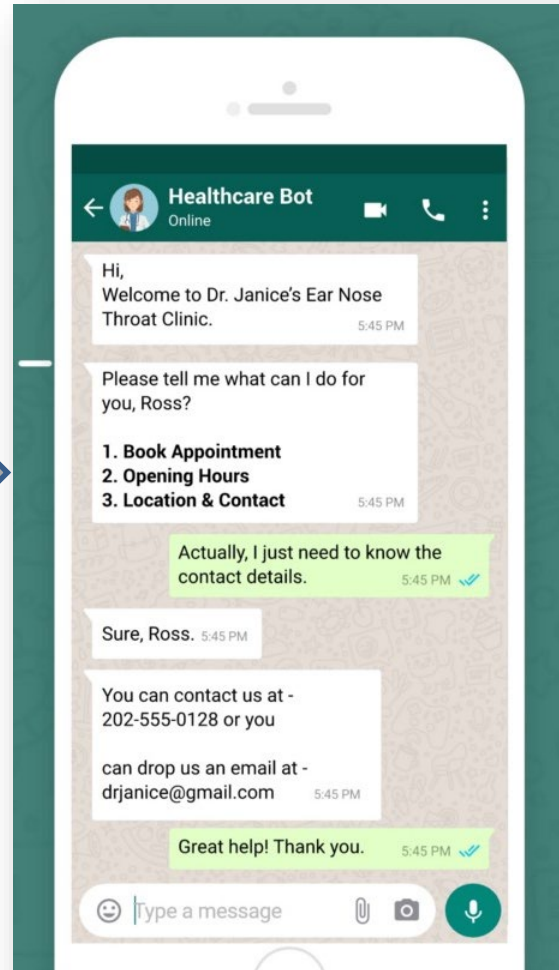 Healthcare Bot
Online
Hi,
Welcome to Dr. Janice's Ear Nose
Throat Clinic.
5:45 PM
Please tell me what can I do for
you, Ross?
1. Book Appointment
2. Opening Hours
3. Location & Contact
5:45 PM
Actually, I just need to know the
contact details.
5:45 PM
Sure, Ross. 5:45 PM
You can contact us at -
202-555-0128 or you
can drop us an email at -
drjanice@gmail.com
5:45 PM
Great help! Thank you.
5:45 PM
Type a message